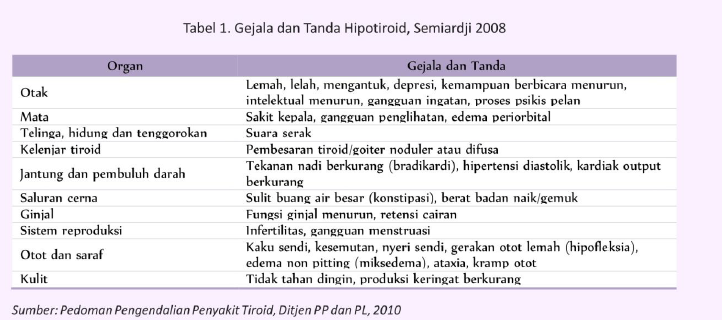 Tabel 1. Gejala dan Tanda Hipotiroid, Semiardji 2008
Organ Gejala dan Tanda
Otak Lemah, lelah, mengantuk, depresi, kemampuan berbicara menurun,
intelektual menurun, gangguan ingatan, proses psikis pelan
Mata Sakit kepala, gangguan penglihatan, edema periorbital
Telinga, hidung dan tenggorokan Suara serak
Kelenjar tiroid Pembesaran tiroid/goiter noduler atau difusa
Jantung dan pembuluh darah Tekanan nadi berkurang (bradikardi), hipertensi diastolik, kardiak output
berkurang
Saluran cerna Sulit buang air besar (konstipasi), berat badan naik/gemuk
Ginjal Fungsi ginjal menurun, retensi cairan
Sistem reproduksi Infertilitas, gangguan menstruasi
Otot dan saraf Kaku sendi, kesemutan, nyeri sendi, gerakan otot lemah (hipofleksia),
edema non pitting (miksedema), ataxia, kramp otot
Kulit Tidak tahan dingin, produksi keringat berkurang
Sumber: Pedoman Pengendalian Penyakit Tiroid, Ditjen PP dan PL, 2010